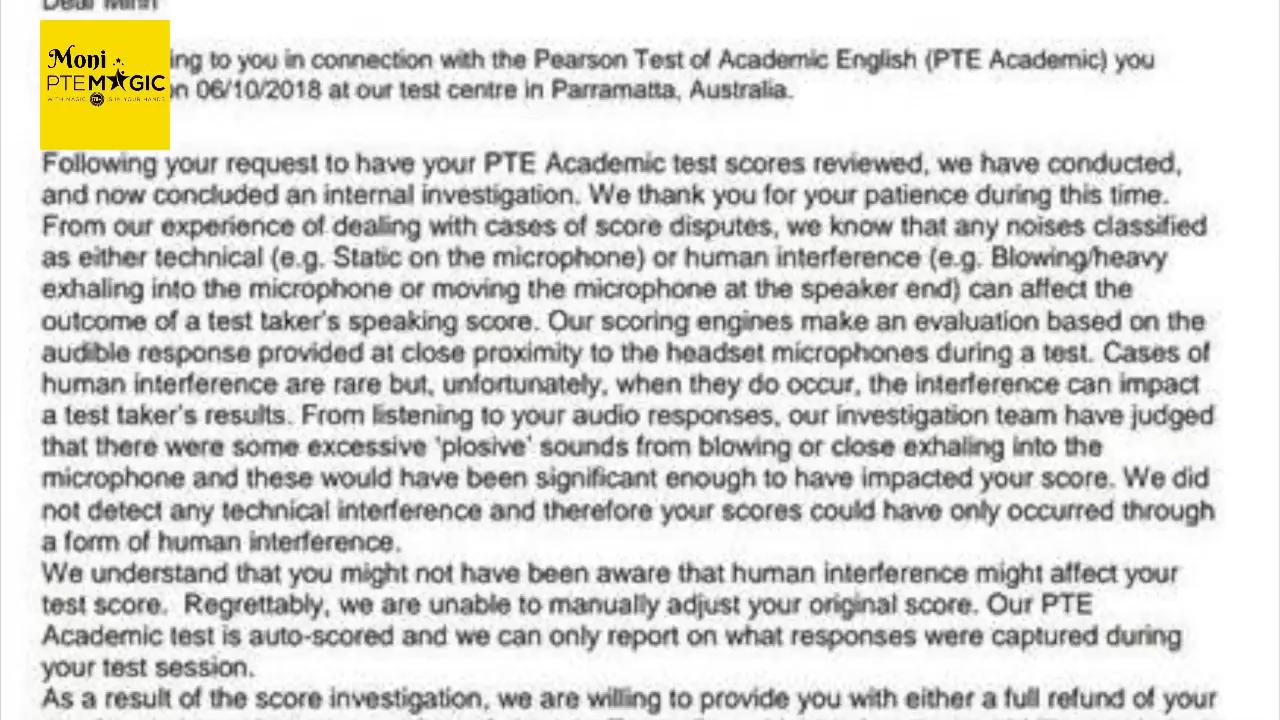 Dear Minh
Moni
PTEMAGIC
WITH MAGIC IS IN YOUR HANDS
ing to you in connection with the Pearson Test of Academic English (PTE Academic) you
on 06/10/2018 at our test centre in Parramatta, Australia.
Following your request to have your PTE Academic test scores reviewed, we have conducted,
and now concluded an internal investigation. We thank you for your patience during this time.
From our experience of dealing with cases of score disputes, we know that any noises classified
as either technical (e.g. Static on the microphone) or human interference (e.g. Blowing/heavy
exhaling into the microphone or moving the microphone at the speaker end) can affect the
outcome of a test taker's speaking score. Our scoring engines make an evaluation based on the
audible response provided at close proximity to the headset microphones during a test. Cases of
human interference are rare but, unfortunately, when they do occur, the interference can impact
a test taker's results. From listening to your audio responses, our investigation team have judged
that there were some excessive 'plosive' sounds from blowing or close exhaling into the
microphone and these would have been significant enough to have impacted your score. We did
not detect any technical interference and therefore your scores could have only occurred through
a form of human interference.
We understand that you might not have been aware that human interference might affect your
test score. Regrettably, we are unable to manually adjust your original score. Our PTE
Academic test is auto-scored and we can only report on what responses were captured during
your test session.
As a result of the score investigation, we are willing to provide you with either a full refund of your